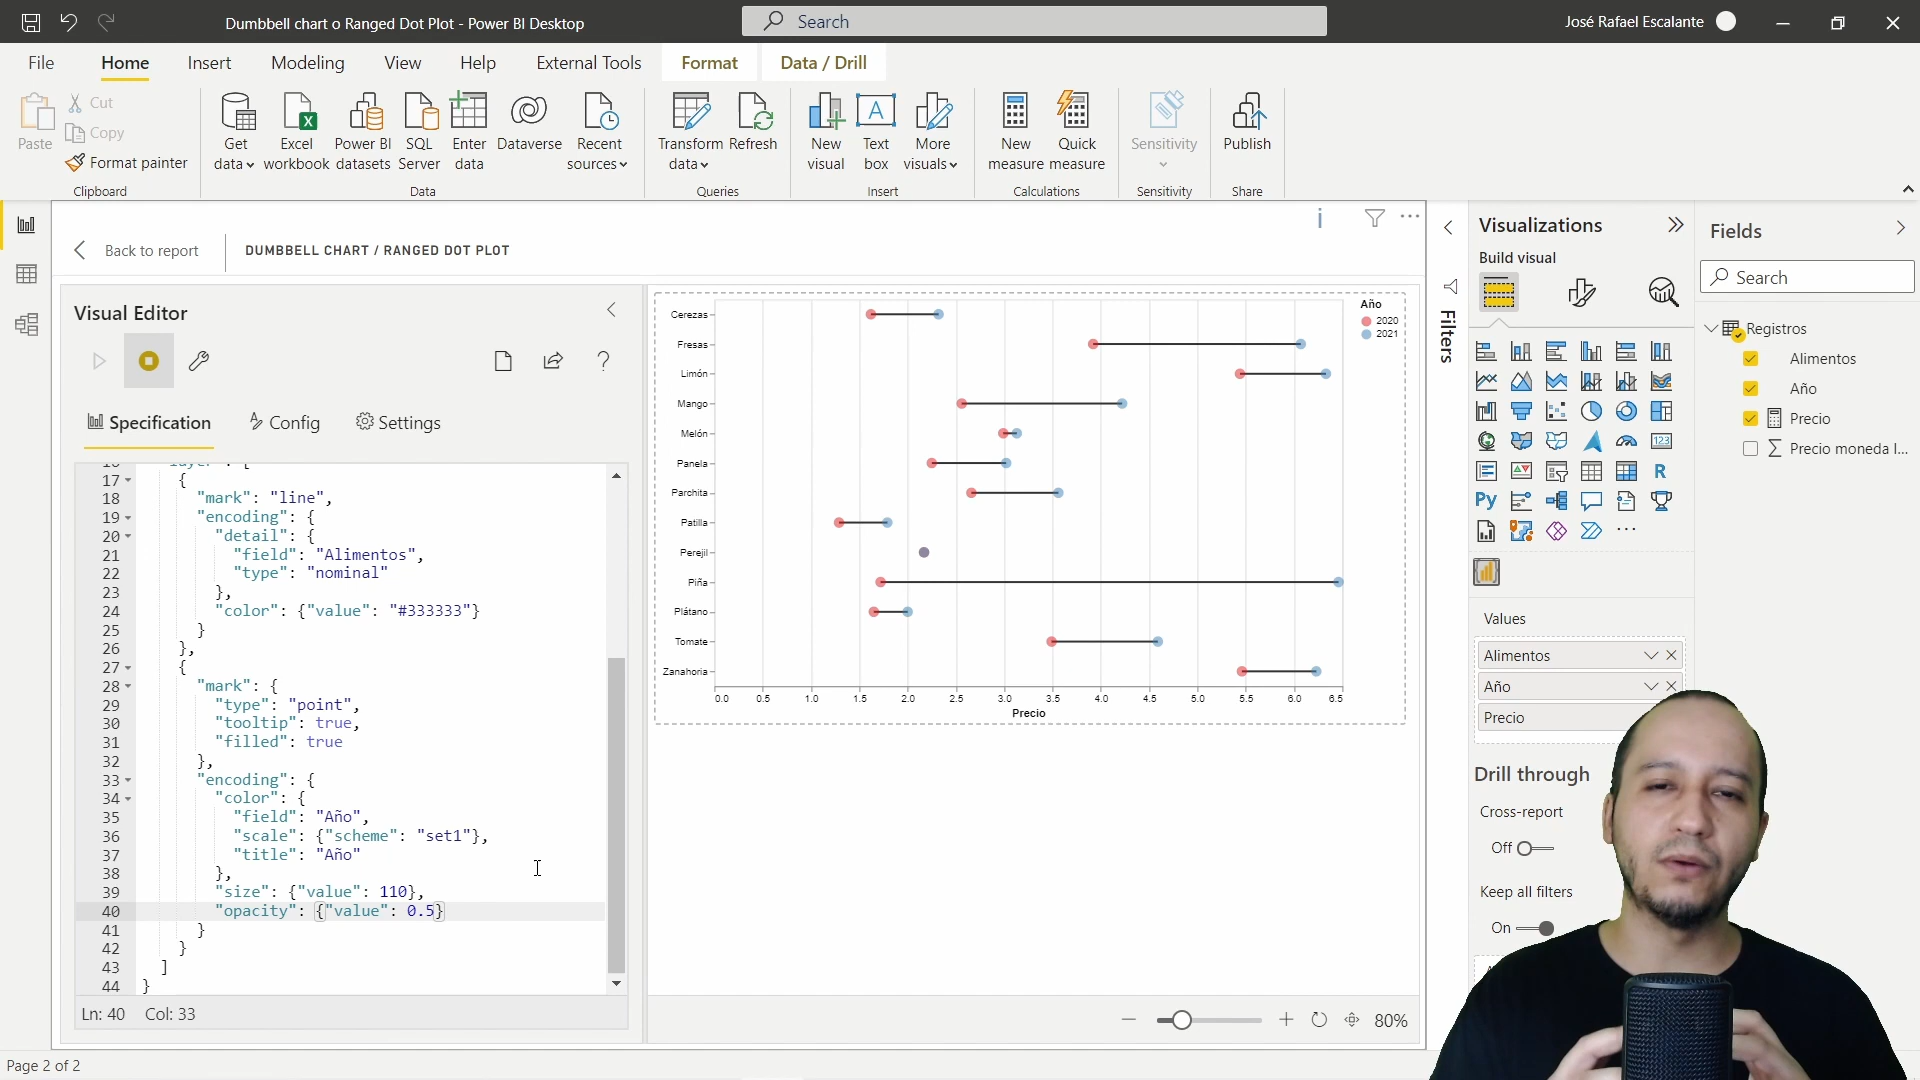 Dumbbell chart o Ranged Dot Plot - Power BI Desktop
Search
José Rafael Escalante
File
Home
Insert
Modeling
View
Help
External Tools
Format
Data / Drill
Paste
Cut
Copy
Format painter
Clipboard
Get
data
Excel
workbook
Power BI
datasets
SQL
Server
Enter
data
Dataverse
Recent
sources
Data
Transform
data
Refresh
Queries
New
visual
Text
box
More
visuals
Insert
New
measure
Quick
measure
Calculations
Sensitivity
Sensitivity
Publish
Share
Back to report
DUMBBELL CHART / RANGED DOT PLOT
Visual Editor
Specification
Config
Settings
17 {
18 "mark": "line",
19 "encoding": {
20 "detail": {
21 "field": "Alimentos",
22 "type": "nominal"
23 },
24 "color": {"value": "#333333"}
25 }
26 },
27 {
28 "mark": {
29 "type": "point",
30 "tooltip": true,
31 "filled": true
32 },
33 "encoding": {
34 "color": {
35 "field": "Año",
36 "scale": {"scheme": "set1"},
37 "title": "Año"
38 },
39 "size": {"value": 110},
40 "opacity": {"value": 0.5}
41 }
42 }
43 ]
44 }
Ln: 40 Col: 33
Cerezas
Fresas
Limón
Mango
Melón
Panela
Parchita
Patilla
Perejil
Piña
Plátano
Tomate
Zanahoria
0.0 0.5 1.0 1.5 2.0 2.5 3.0 3.5 4.0 4.5 5.0 5.5 6.0 6.5
Precio
Año
2020
2021
80%
Filters
Visualizations
Build visual
123
R
Py
Values
Alimentos
Año
Precio
Drill through
Cross-report
Off
Keep all filters
On
Fields
Search
Registros
Alimentos
Año
Precio
Precio moneda l...
Page 2 of 2